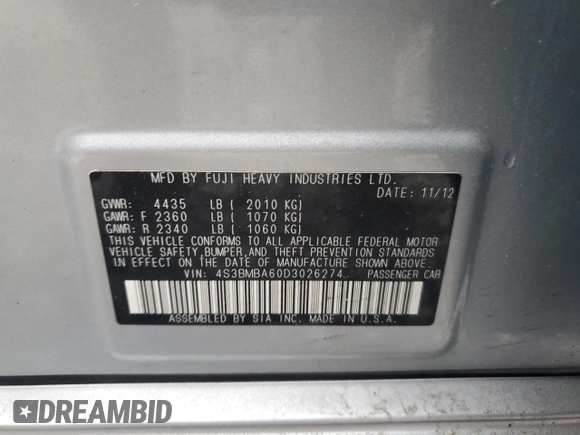 MFD BY FUJI HEAVY INDUSTRIES LTD.
DATE: 11/12
GVWR: 4435 LB ( 2010 KG)
GAWR: F 2360 LB ( 1070 KG)
GAWR: R 2340 LB ( 1060 KG)
THIS VEHICLE CONFORMS TO ALL APPLICABLE FEDERAL MOTOR
VEHICLE SAFETY, BUMPER, AND THEFT PREVENTION STANDARDS
IN EFFECT ON THE DATE OF MANUFACTURE SHOWN ABOVE.
VIN: 4S3BMBA60D3026274 PASSENGER CAR
ASSEMBLED BY SIA INC. MADE IN U.S.A.
DREAMBID